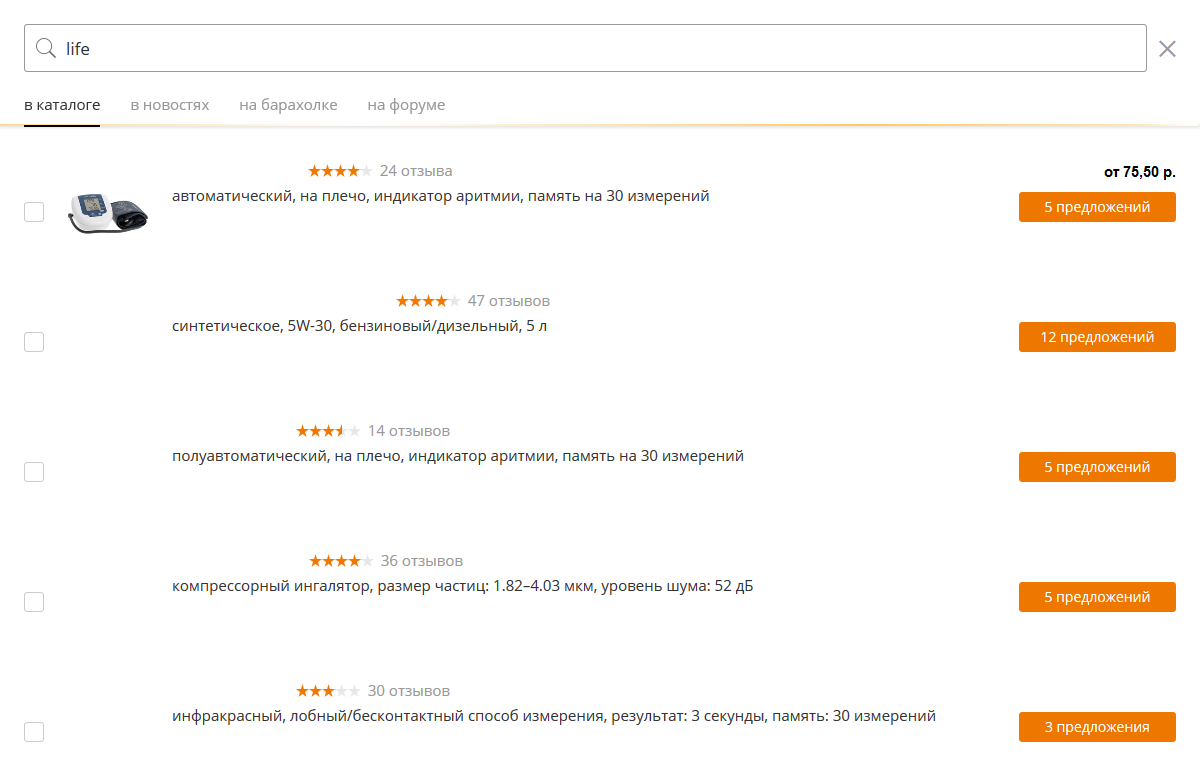 life
в каталоге в новостях на барахолке на форуме
24 отзыва
от 75,50 р.
автоматический, на плечо, индикатор аритмии, память на 30 измерений
5 предложений
47 отзывов
синтетическое, 5W-30, бензиновый/дизельный, 5 л
12 предложений
14 отзывов
полуавтоматический, на плечо, индикатор аритмии, память на 30 измерений
5 предложений
36 отзывов
компрессорный ингалятор, размер частиц: 1.82–4.03 мкм, уровень шума: 52 дБ
5 предложений
30 отзывов
инфракрасный, лобный/бесконтактный способ измерения, результат: 3 секунды, память: 30 измерений
3 предложения